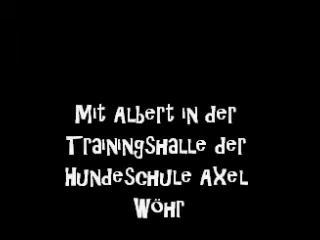 Mit Albert in der
Trainingshalle der
Hundeschule Axel
Wöhr